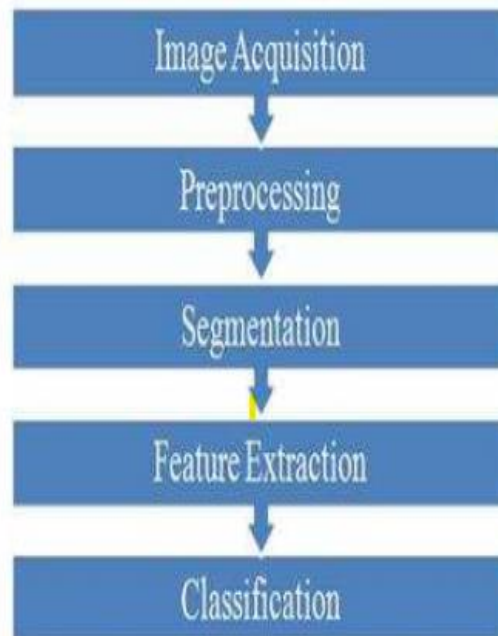 Image Acquisition
Preprocessing
Segmentation
Feature Extraction
Classification